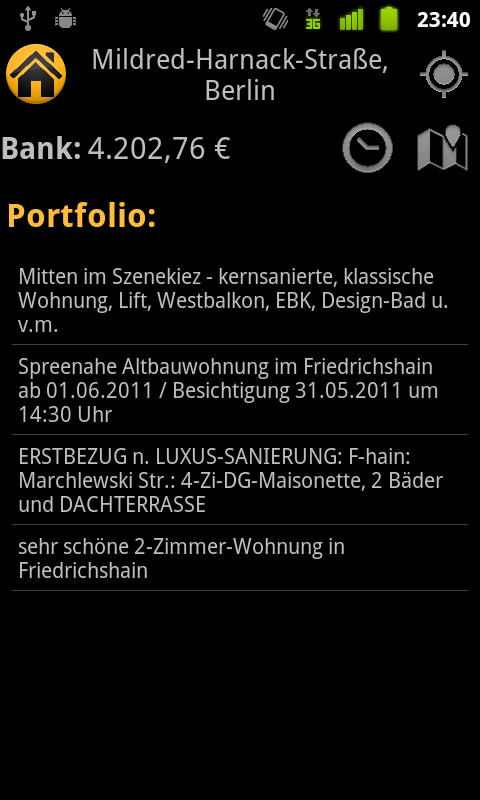 3G
23:40
Mildred-Harnack-Straße,
Berlin
Bank: 4.202,76 €
Portfolio:
Mitten im Szenekiez - kernsanierte, klassische
Wohnung, Lift, Westbalkon, EBK, Design-Bad u.
v.m.
Spreenahe Altbauwohnung im Friedrichshain
ab 01.06.2011 / Besichtigung 31.05.2011 um
14:30 Uhr
ERSTBEZUG n. LUXUS-SANIERUNG: F-hain:
Marchlewski Str.: 4-Zi-DG-Maisonette, 2 Bäder
und DACHTERRASSE
sehr schöne 2-Zimmer-Wohnung in
Friedrichshain